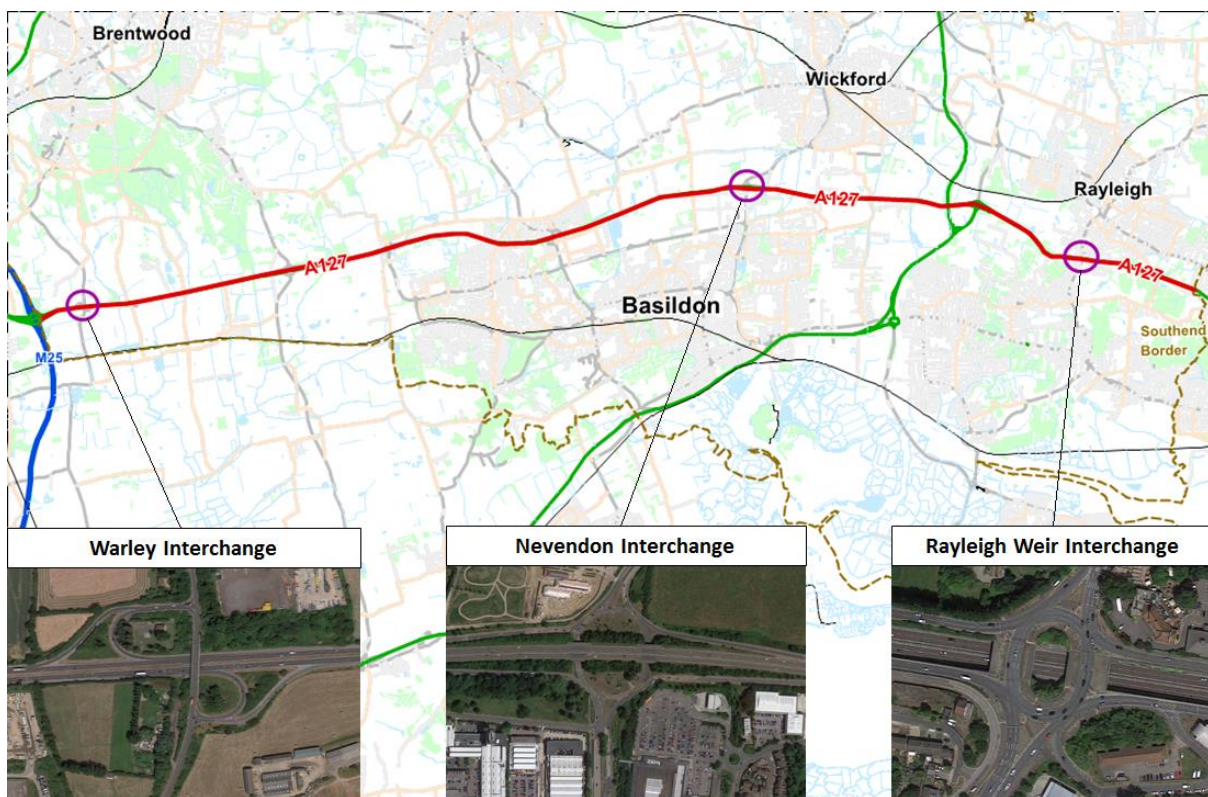 Brentwood
Wickford
Rayleigh
A127
A127
A127
Basildon
Southend
Border
M25
Warley Interchange
Nevendon Interchange
Rayleigh Weir Interchange